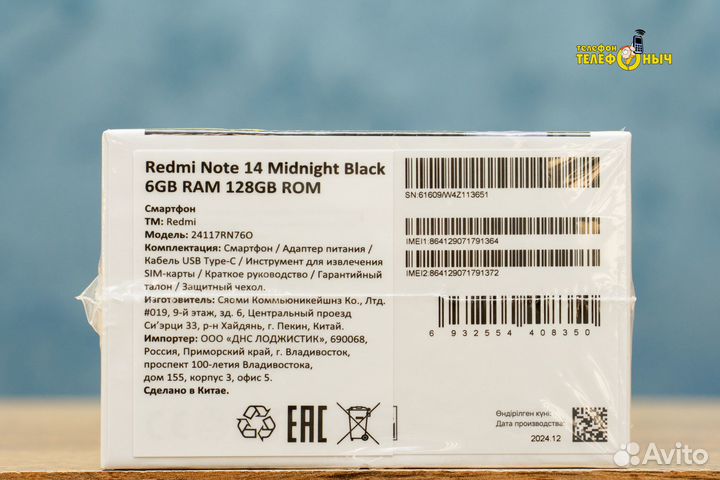 ТЕЛЕФОН
ТЕЛЕФОНЫЧ
Redmi Note 14 Midnight Black
6GB RAM 128GB ROM
Смартфон
ТМ: Redmi
Модель: 24117RN76O
Комплектация: Смартфон / Адаптер питания /
Кабель USB Type-C / Инструмент для извлечения
SIM-карты / Краткое руководство / Гарантийный
талон / Защитный чехол.
Изготовитель: Сяоми Коммьюникейшнз Ко., Лтд.
#019, 9-й этаж, зд. 6, Центральный проезд
Си'эрци 33, р-н Хайдянь, г. Пекин, Китай.
Импортер: ООО «ДНС ЛОДЖИСТИК», 690068,
Россия, Приморский край, г. Владивосток,
проспект 100-летия Владивостока,
дом 155, корпус 3, офис 5.
Сделано в Китае.
EAC
SN:61609/W4Z113651
IMEI1:864129071791364
IMEI2:864129071791372
6 932554 408350
Өндірілген күні:
Дата производства:
2024.12
Avito